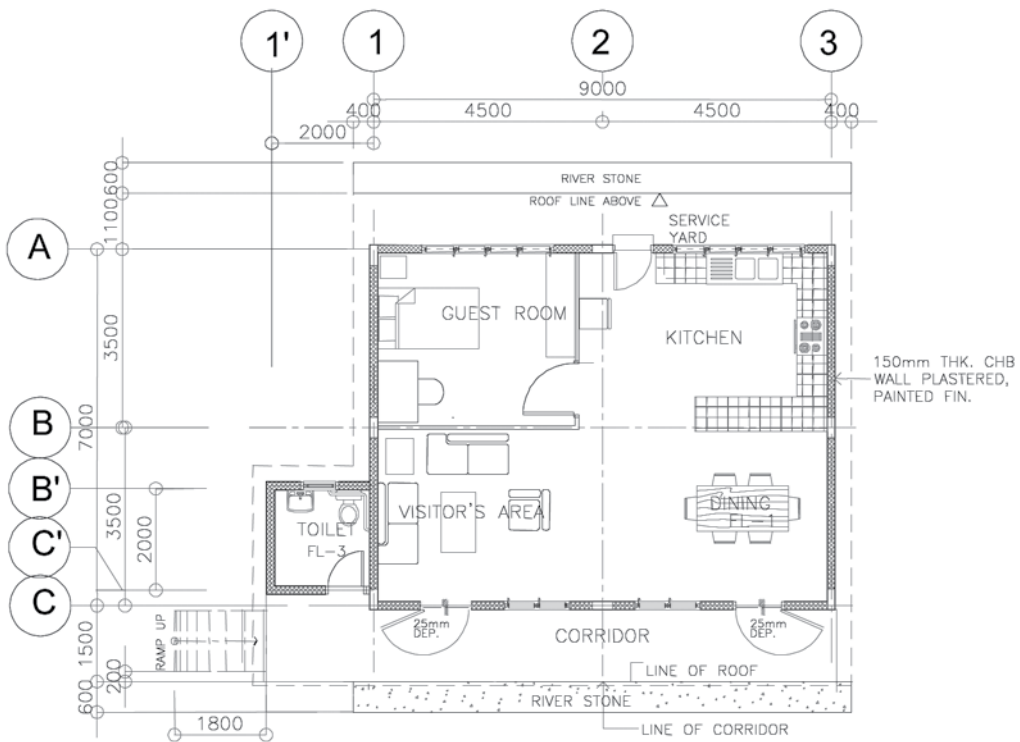 1'
1
2
3
9000
400
4500
4500
400
2000
600
1100
RIVER STONE
ROOF LINE ABOVE
SERVICE
YARD
A
3500
GUEST ROOM
KITCHEN
150mm THK. CHB
WALL PLASTERED,
PAINTED FIN.
B
7000
B'
3500
2000
VISITOR'S AREA
DINING
FL-1
TOILET
FL-3
C'
C
25mm
DEP.
25mm
DEP.
CORRIDOR
RAMP UP
1500
200
600
LINE OF ROOF
RIVER STONE
1800
LINE OF CORRIDOR